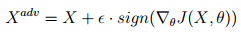 X^{adv} = X + ϵ · sign(∇_θ J(X, θ))